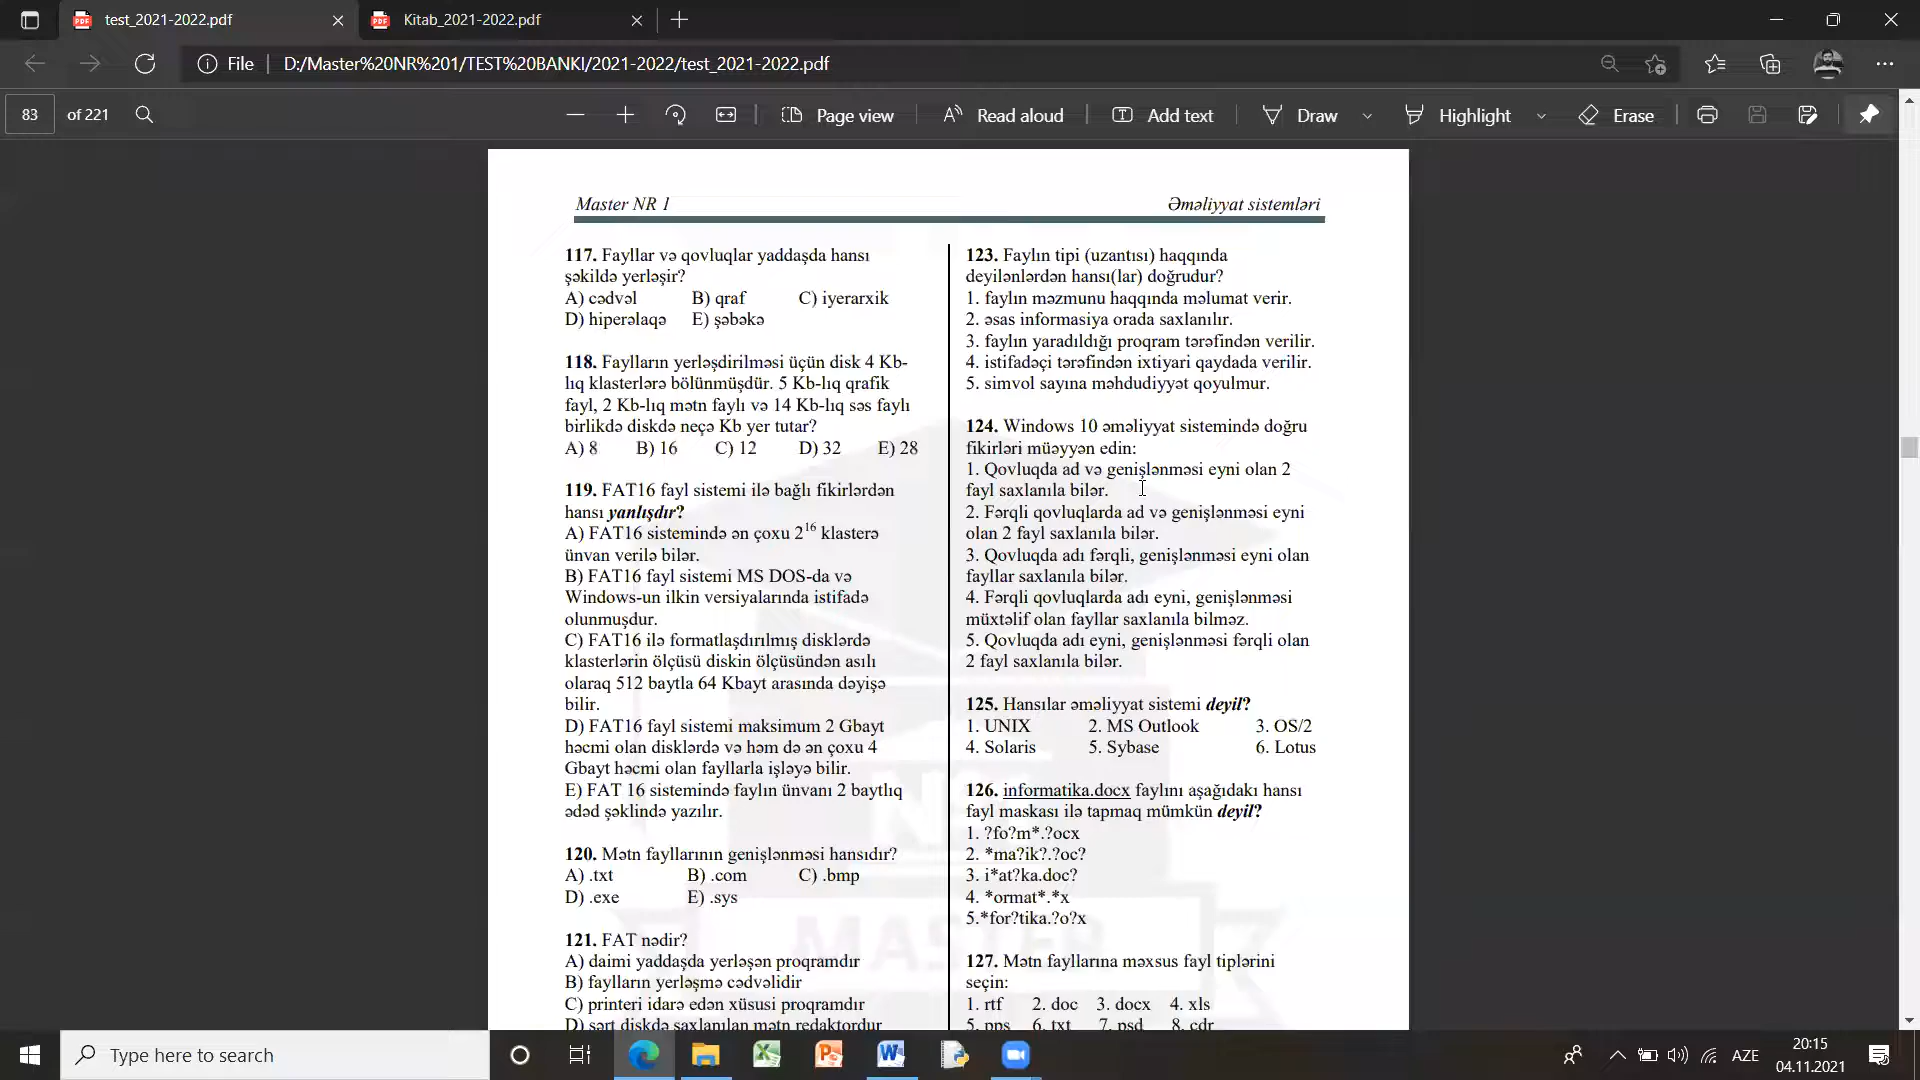 test_2021-2022.pdf
Kitab_2021-2022.pdf
File
D:/Master%20NR%201/TEST%20BANKI/2021-2022/test_2021-2022.pdf
83 of 221
Page view
Read aloud
Add text
Draw
Highlight
Erase
Master NR 1
Əməliyyat sistemləri
117. Fayllar və qovluqlar yaddaşda hansı
şəkildə yerləşir?
A) cədvəl B) qraf C) iyerarxik
D) hiperəlaqə E) şəbəkə
118. Faylların yerləşdirilməsi üçün disk 4 Kb-
lıq klasterlərə bölünmüşdür. 5 Kb-lıq qrafik
fayl, 2 Kb-lıq mətn faylı və 14 Kb-lıq səs faylı
birlikdə diskdə neçə Kb yer tutar?
A) 8 B) 16 C) 12 D) 32 E) 28
119. FAT16 fayl sistemi ilə bağlı fikirlərdən
hansı yanlışdır?
A) FAT16 sistemində ən çoxu 2^16 klasterə
ünvan verilə bilər.
B) FAT16 fayl sistemi MS DOS-da və
Windows-un ilkin versiyalarında istifadə
olunmuşdur.
C) FAT16 ilə formatlaşdırılmış disklərdə
klasterlərin ölçüsü diskin ölçüsündən asılı
olaraq 512 baytla 64 Kbayt arasında dəyişə
bilir.
D) FAT16 fayl sistemi maksimum 2 Gbayt
həcmi olan disklərdə və həm də ən çoxu 4
Gbayt həcmi olan fayllarla işləyə bilir.
E) FAT 16 sistemində faylın ünvanı 2 baytlıq
ədəd şəklində yazılır.
120. Mətn fayllarının genişlənməsi hansıdır?
A) .txt B) .com C) .bmp
D) .exe E) .sys
121. FAT nədir?
A) daimi yaddaşda yerləşən proqramdır
B) faylların yerləşmə cədvəlidir
C) printeri idarə edən xüsusi proqramdır
D) sərt diskdə saxlanılan mətn redaktordur
123. Faylın tipi (uzantısı) haqqında
deyilənlərdən hansı(lar) doğrudur?
1. faylın məzmunu haqqında məlumat verir.
2. əsas informasiya orada saxlanılır.
3. faylın yaradıldığı proqram tərəfindən verilir.
4. istifadəçi tərəfindən ixtiyari qaydada verilir.
5. simvol sayına məhdudiyyət qoyulmur.
124. Windows 10 əməliyyat sistemində doğru
fikirləri müəyyən edin:
1. Qovluqda ad və genişlənməsi eyni olan 2
fayl saxlanıla bilər.
2. Fərqli qovluqlarda ad və genişlənməsi eyni
olan 2 fayl saxlanıla bilər.
3. Qovluqda adı fərqli, genişlənməsi eyni olan
fayllar saxlanıla bilər.
4. Fərqli qovluqlarda adı eyni, genişlənməsi
müxtəlif olan fayllar saxlanıla bilməz.
5. Qovluqda adı eyni, genişlənməsi fərqli olan
2 fayl saxlanıla bilər.
125. Hansılar əməliyyat sistemi deyil?
1. UNIX 2. MS Outlook 3. OS/2
4. Solaris 5. Sybase 6. Lotus
126. informatika.docx faylını aşağıdakı hansı
fayl maskası ilə tapmaq mümkün deyil?
1. ?fo?m*.?ocx
2. *ma?ik?.?oc?
3. i*at?ka.doc?
4. *ormat*.*x
5.*for?tika.?o?x
127. Mətn fayllarına məxsus fayl tiplərini
seçin:
1. rtf 2. doc 3. docx 4. xls
5. pps 6. txt 7. psd 8. cdr
MASTER
Type here to search
AZE
20:15
04.11.2021